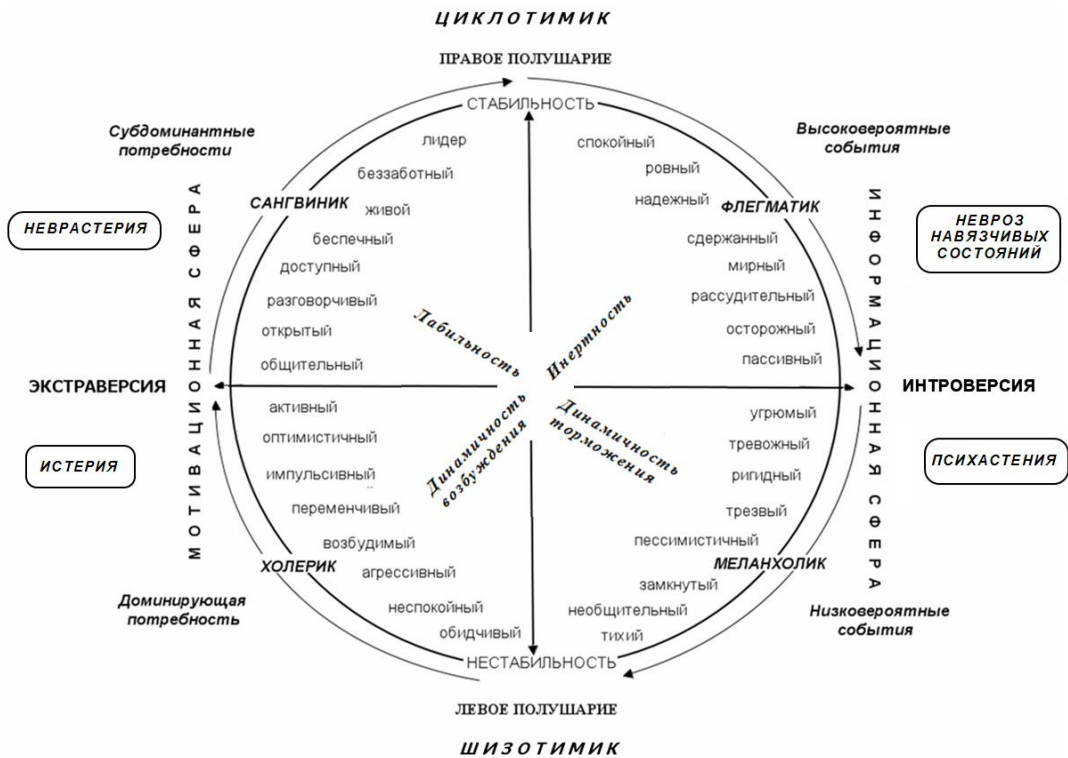 ЦИКЛОТИМИК
ПРАВОЕ ПОЛУШАРИЕ
СТАБИЛЬНОСТЬ
Субдоминантные
потребности
Высоковероятные
события
НЕВРАСТЕРИЯ
МОТИВАЦИОННАЯ СФЕРА
САНГВИНИК
лидер
беззаботный
живой
беспечный
доступный
разговорчивый
открытый
общительный
Лабильность
спокойный
ровный
надежный
ФЛЕГМАТИК
сдержанный
мирный
рассудительный
осторожный
пассивный
Инертность
ИНФОРМАЦИОННАЯ СФЕРА
НЕВРОЗ
НАВЯЗЧИВЫХ
СОСТОЯНИЙ
ЭКСТРАВЕРСИЯ
ИНТРОВЕРСИЯ
ИСТЕРИЯ
активный
оптимистичный
импульсивный
переменчивый
возбудимый
ХОЛЕРИК
агрессивный
неспокойный
обидчивый
Динамичность
возбуждения
Динамичность
торможения
угрюмый
тревожный
ригидный
трезвый
пессимистичный
МЕЛАНХОЛИК
замкнутый
необщительный
тихий
ПСИХАСТЕНИЯ
Доминирующая
потребность
Низковероятные
события
НЕСТАБИЛЬНОСТЬ
ЛЕВОЕ ПОЛУШАРИЕ
ШИЗОТИМИК